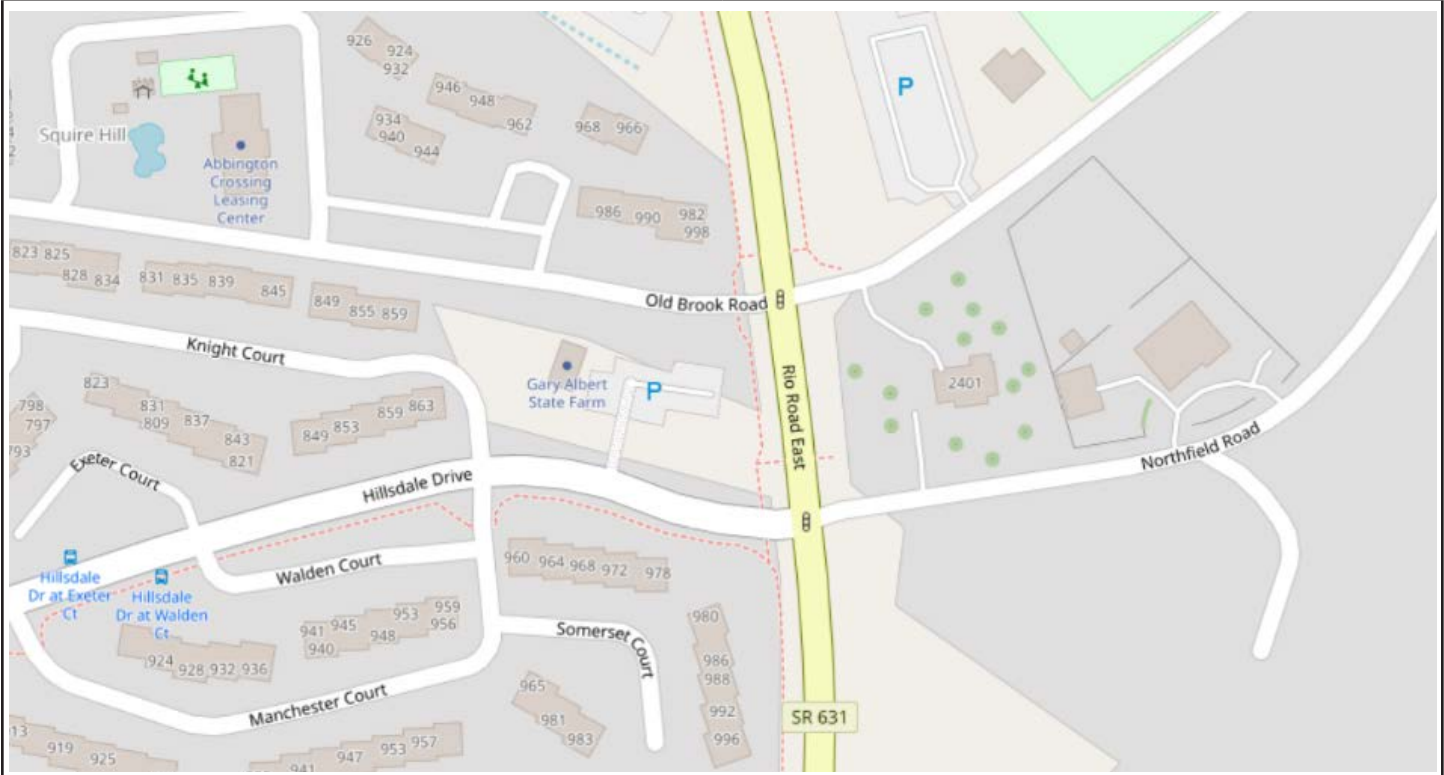 926
924
932
946
948
962
934
940
944
968 966
P
Squire Hill
Abbington
Crossing
Leasing
Center
986 990 982
998
823 825
828 834
831 835 839
845
849
855 859
Old Brook Road
Knight Court
Gary Albert
State Farm
P
Rio Road East
2401
823
831
809
837
843
821
849 853 859 863
798
797
793
Exeter Court
Hillsdale Drive
Northfield Road
Hillsdale
Dr at Exeter
Ct
Hillsdale
Dr at Walden
Ct
Walden Court
960 964 968 972 978
941 945 953 959
940 948 956
924 928 932 936
Somerset Court
980
986
988
992
996
Manchester Court
965
981
983
SR 631
919
925
941
947
953 957